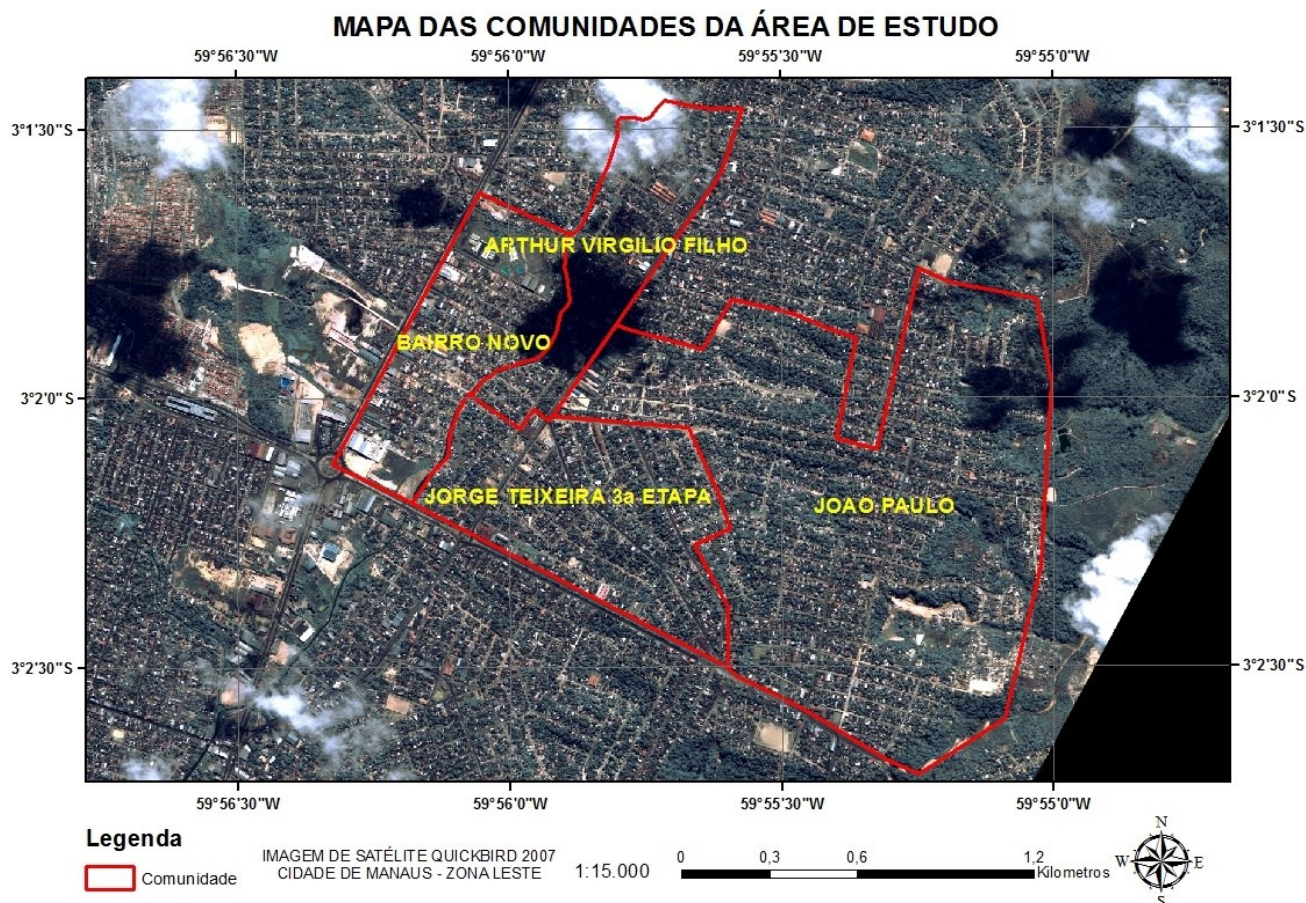 MAPA DAS COMUNIDADES DA ÁREA DE ESTUDO
59°56'30"W 59°56'0"W 59°55'30"W 59°55'0"W
3°1'30"S 3°1'30"S
ARTHUR VIRGILIO FILHO
BAIRRO NOVO
3°2'0"S 3°2'0"S
JORGE TEIXEIRA 3a ETAPA
JOAO PAULO
3°2'30"S 3°2'30"S
59°56'30"W 59°56'0"W 59°55'30"W 59°55'0"W
Legenda
Comunidade
IMAGEM DE SATÉLITE QUICKBIRD 2007
CIDADE DE MANAUS - ZONA LESTE
1:15.000
0 0,3 0,6 1,2
Kilometros
N
W E
S